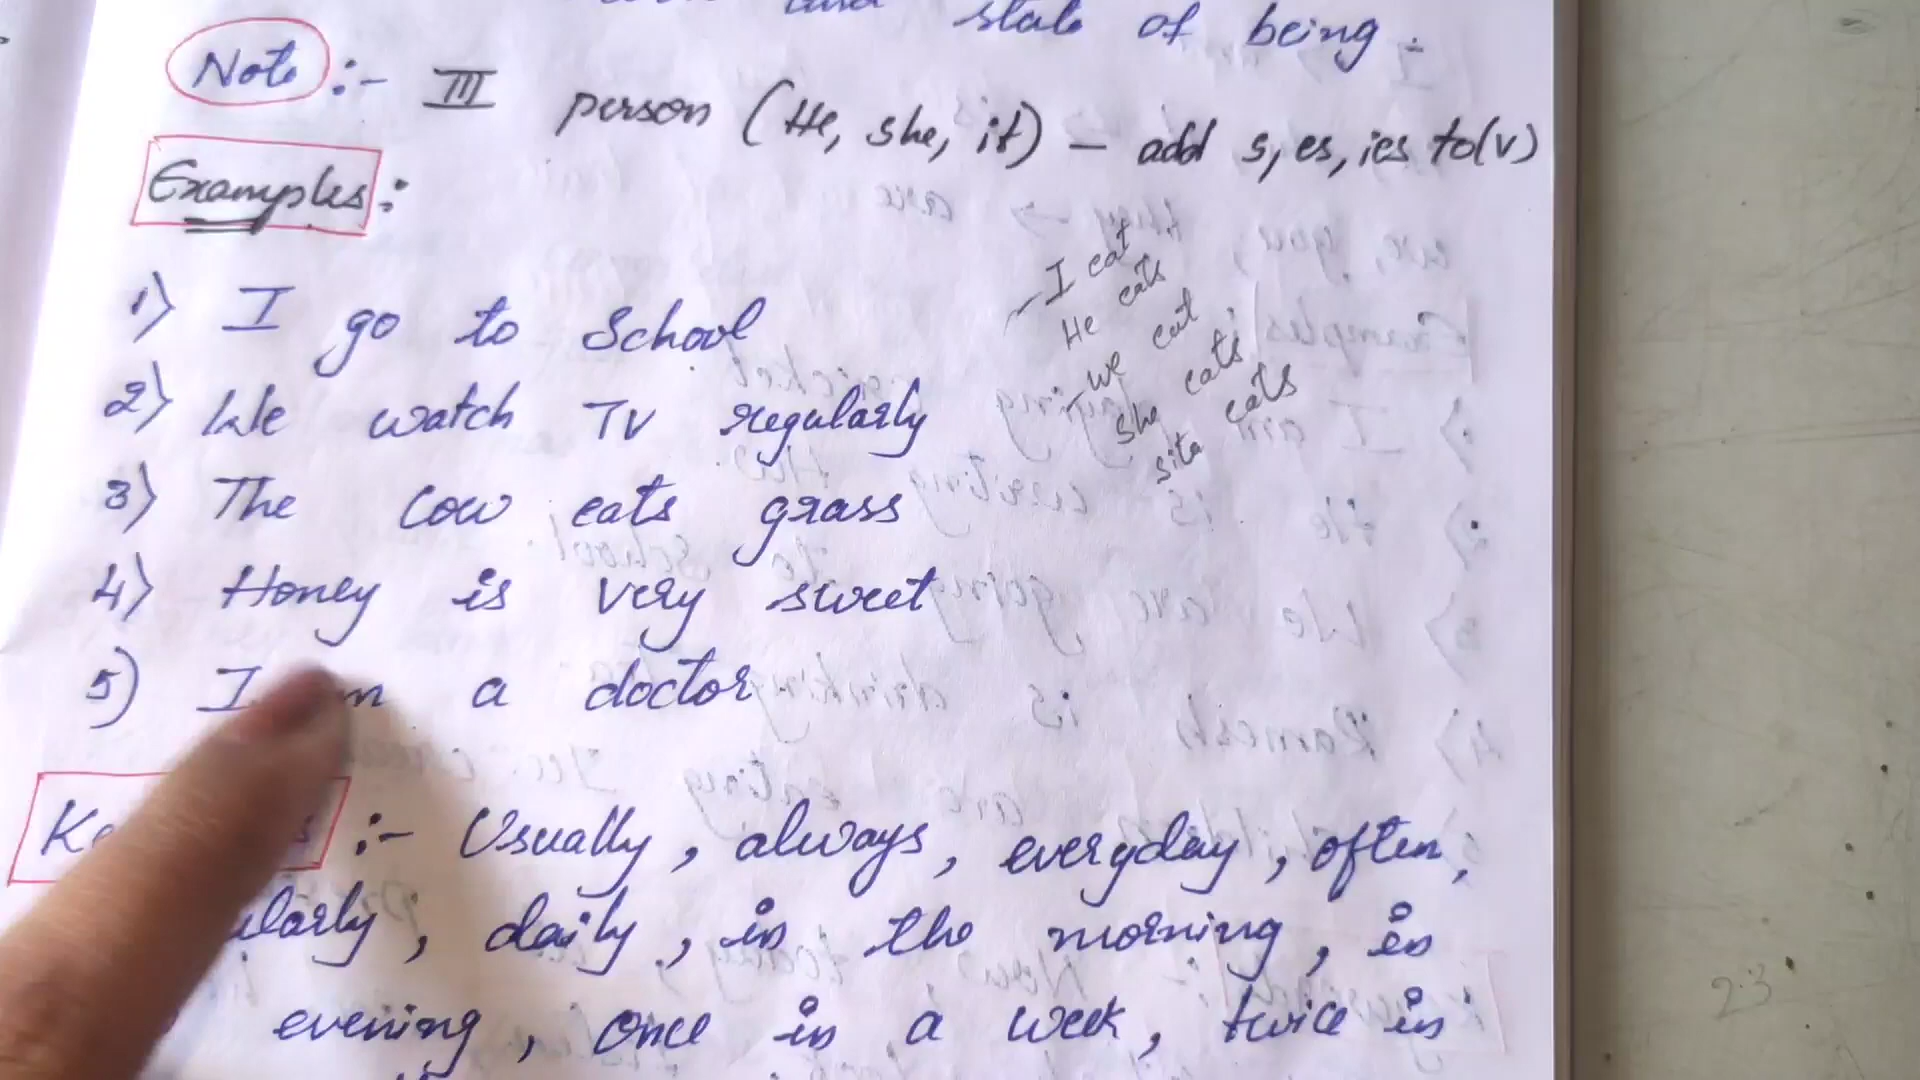 and state of being :-
Note :- III person (He, she, it) - add s, es, ies to(v)
Examples :
1) I go to School
2) We watch TV regularly
3) The Cow eats grass
4) Honey is very sweet
5) I a doctor
I eat
He eats
we eat
she eats
eats
:- Usually, always, everyday, often,
daily, in the morning, in
evening, Once in a week, twice in
23